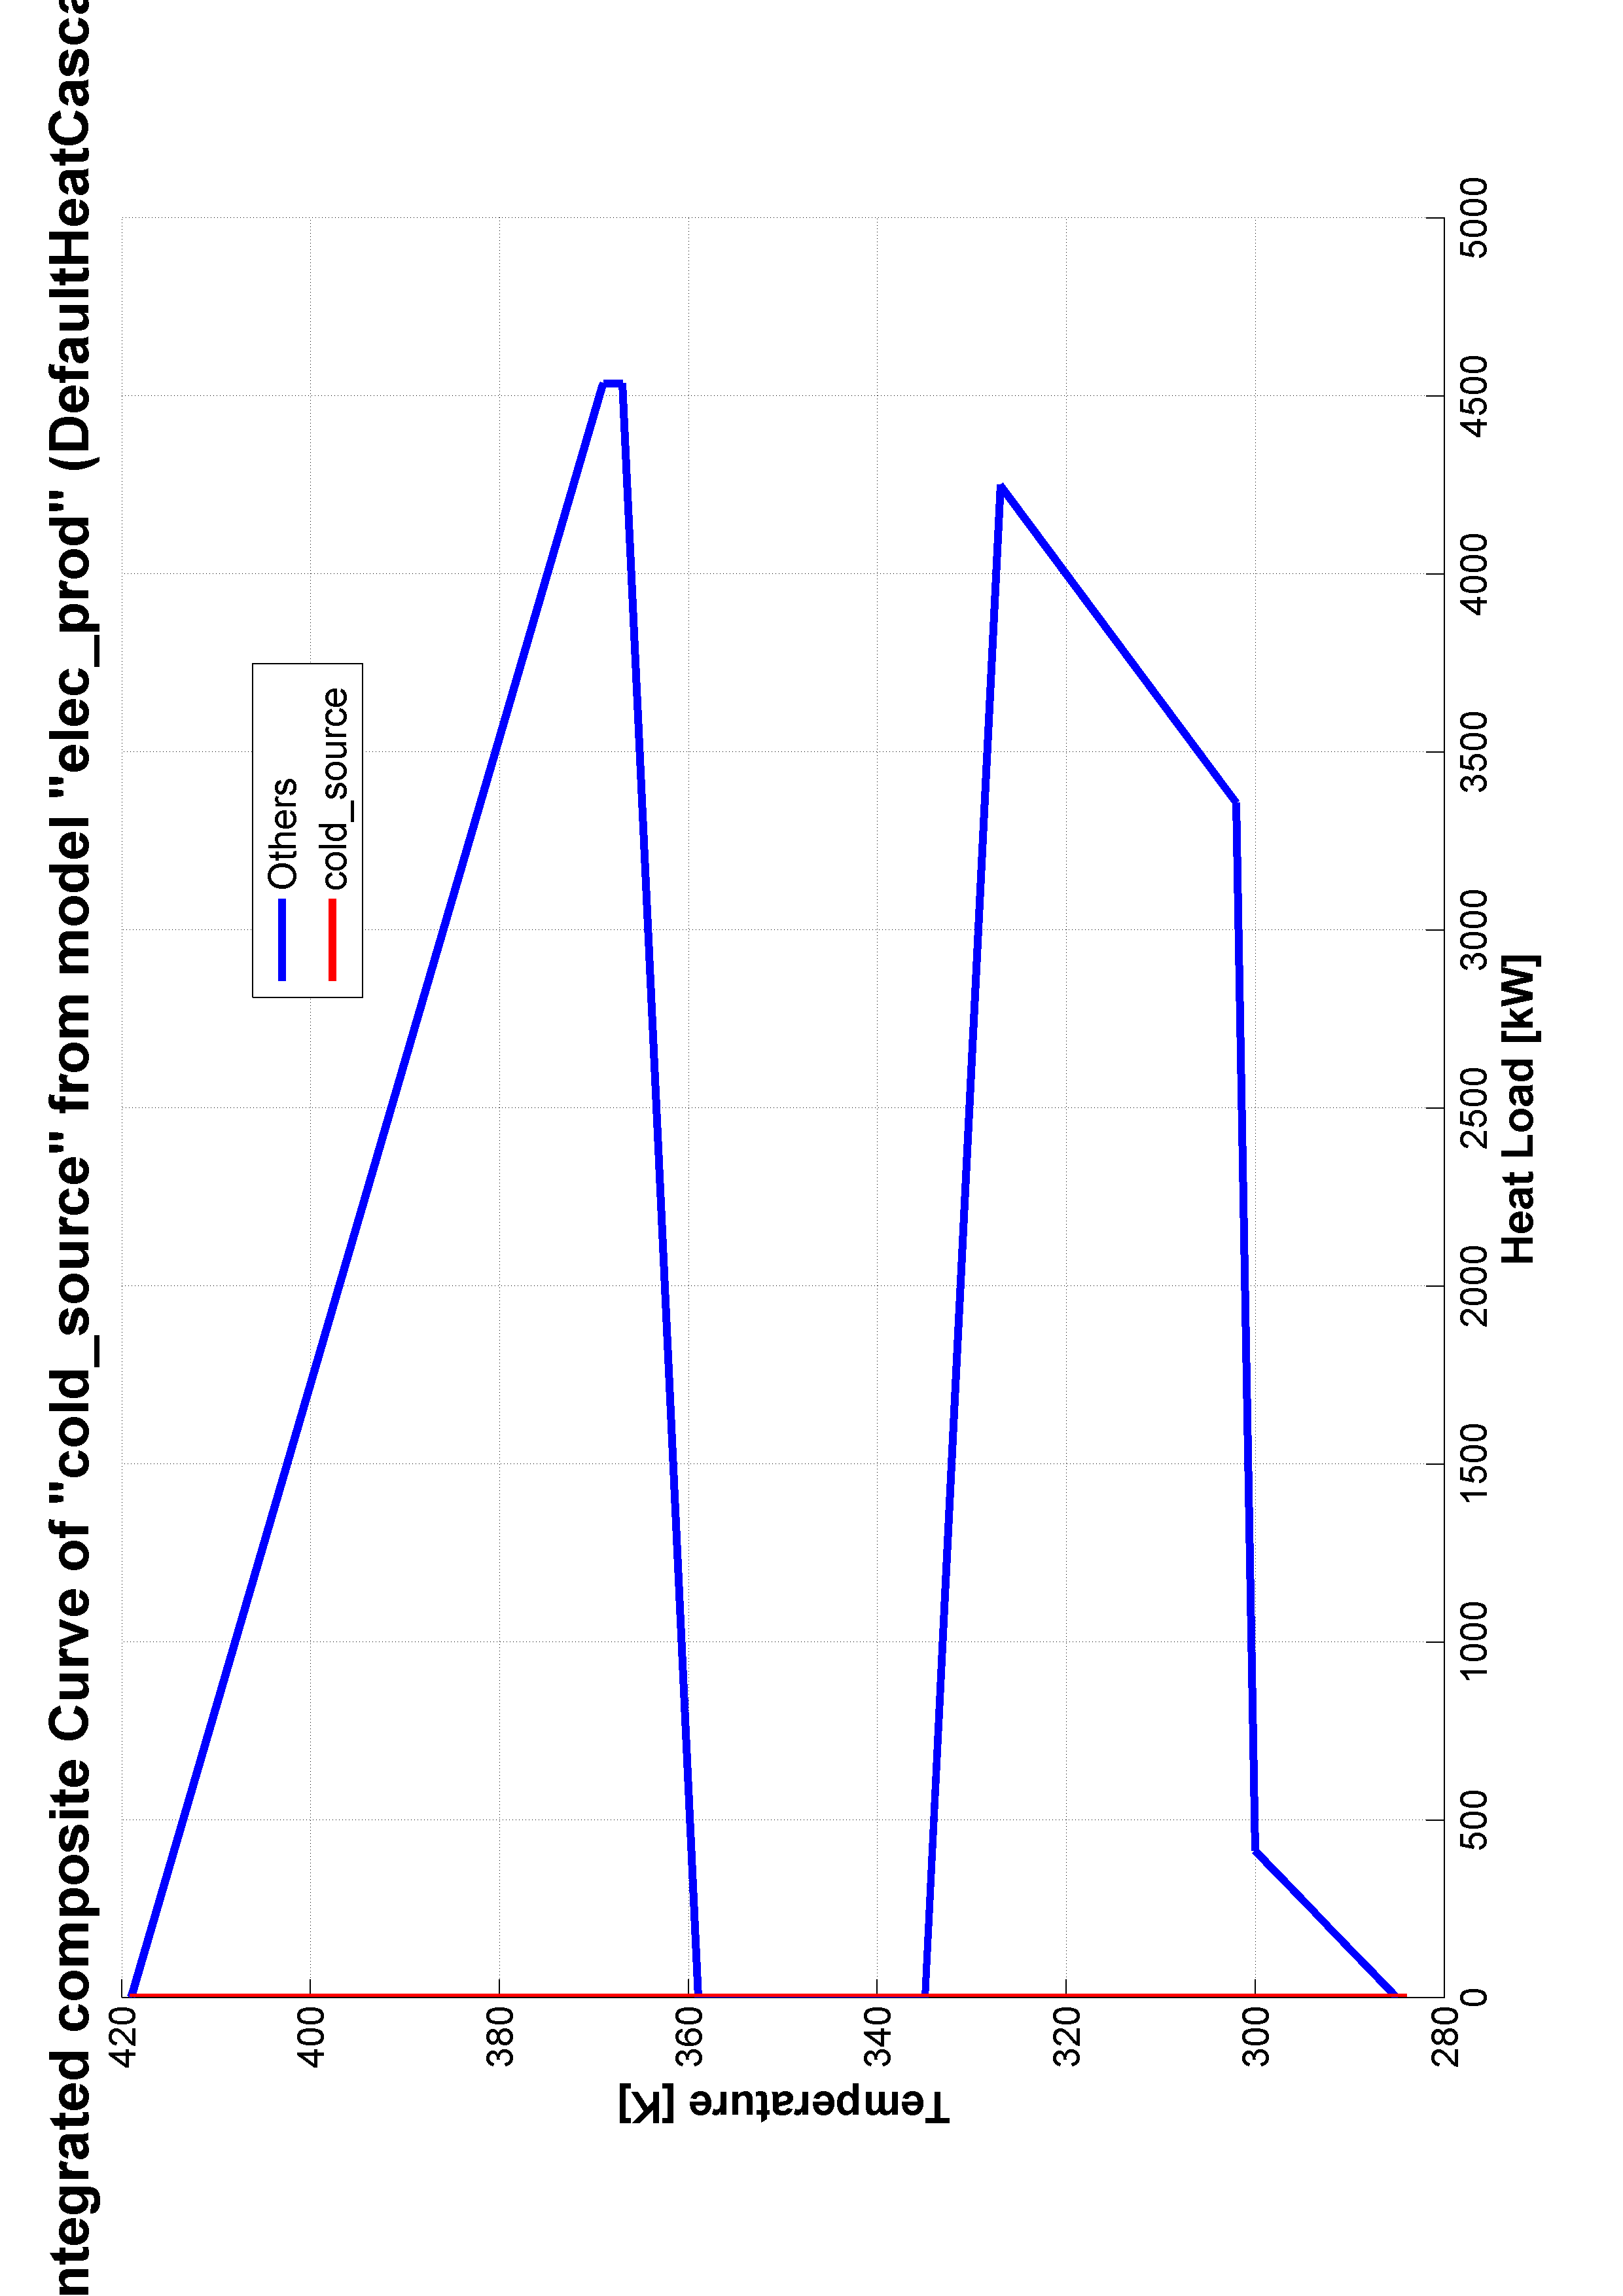 ntegrated composite Curve of "cold_source" from model "elec_prod" (DefaultHeatCasca
Others
cold_source
420
400
380
360
340
320
300
280
Temperature [K]
0 500 1000 1500 2000 2500 3000 3500 4000 4500 5000
Heat Load [kW]